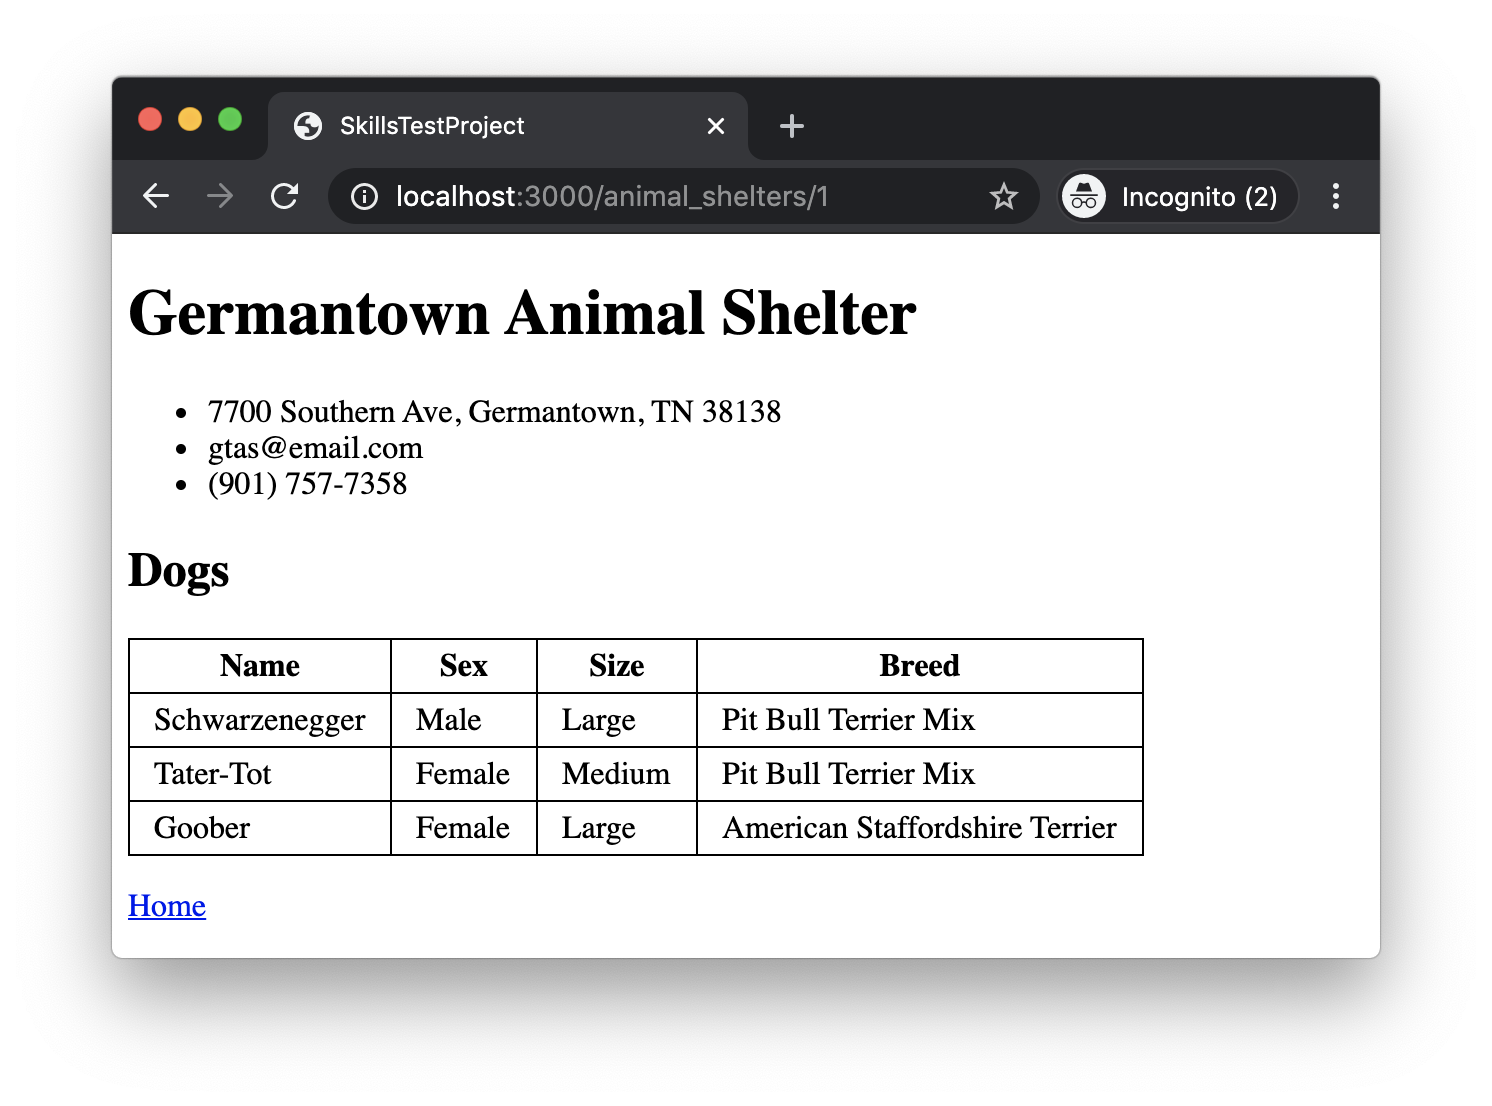 SkillsTestProject
localhost:3000/animal_shelters/1
Incognito (2)
Germantown Animal Shelter
7700 Southern Ave, Germantown, TN 38138
gtas@email.com
(901) 757-7358
Dogs
Name Sex Size Breed
Schwarzenegger Male Large Pit Bull Terrier Mix
Tater-Tot Female Medium Pit Bull Terrier Mix
Goober Female Large American Staffordshire Terrier
Home